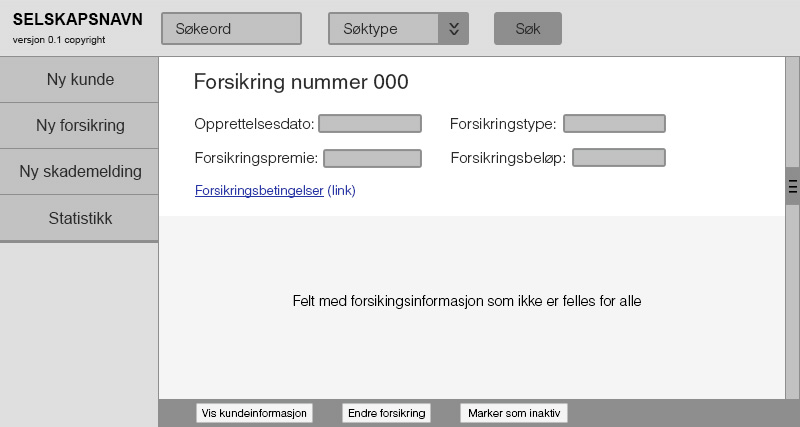 SELSKAPSNAVN
versjon 0.1 copyright
Søkeord
Søktype
Søk
Ny kunde
Ny forsikring
Ny skademelding
Statistikk
Forsikring nummer 000
Opprettelsesdato:
Forsikringstype:
Forsikringspremie:
Forsikringsbeløp:
Forsikringsbetingelser (link)
Felt med forsikingsinformasjon som ikke er felles for alle
Vis kundeinformasjon
Endre forsikring
Marker som inaktiv